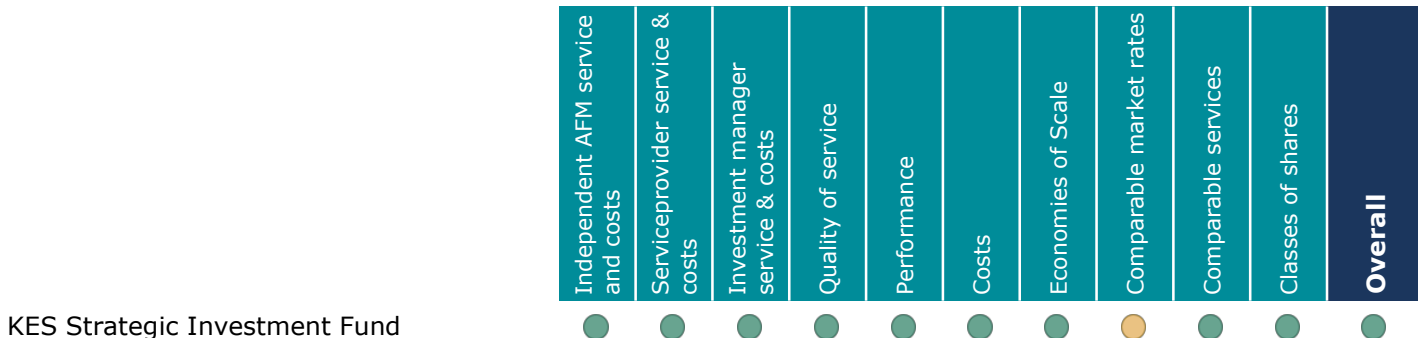 Independent AFM service
and costs
Serviceprovider service &
costs
Investment manager
service & costs
Quality of service
Performance
Costs
Economies of Scale
Comparable market rates
Comparable services
Classes of shares
Overall
KES Strategic Investment Fund